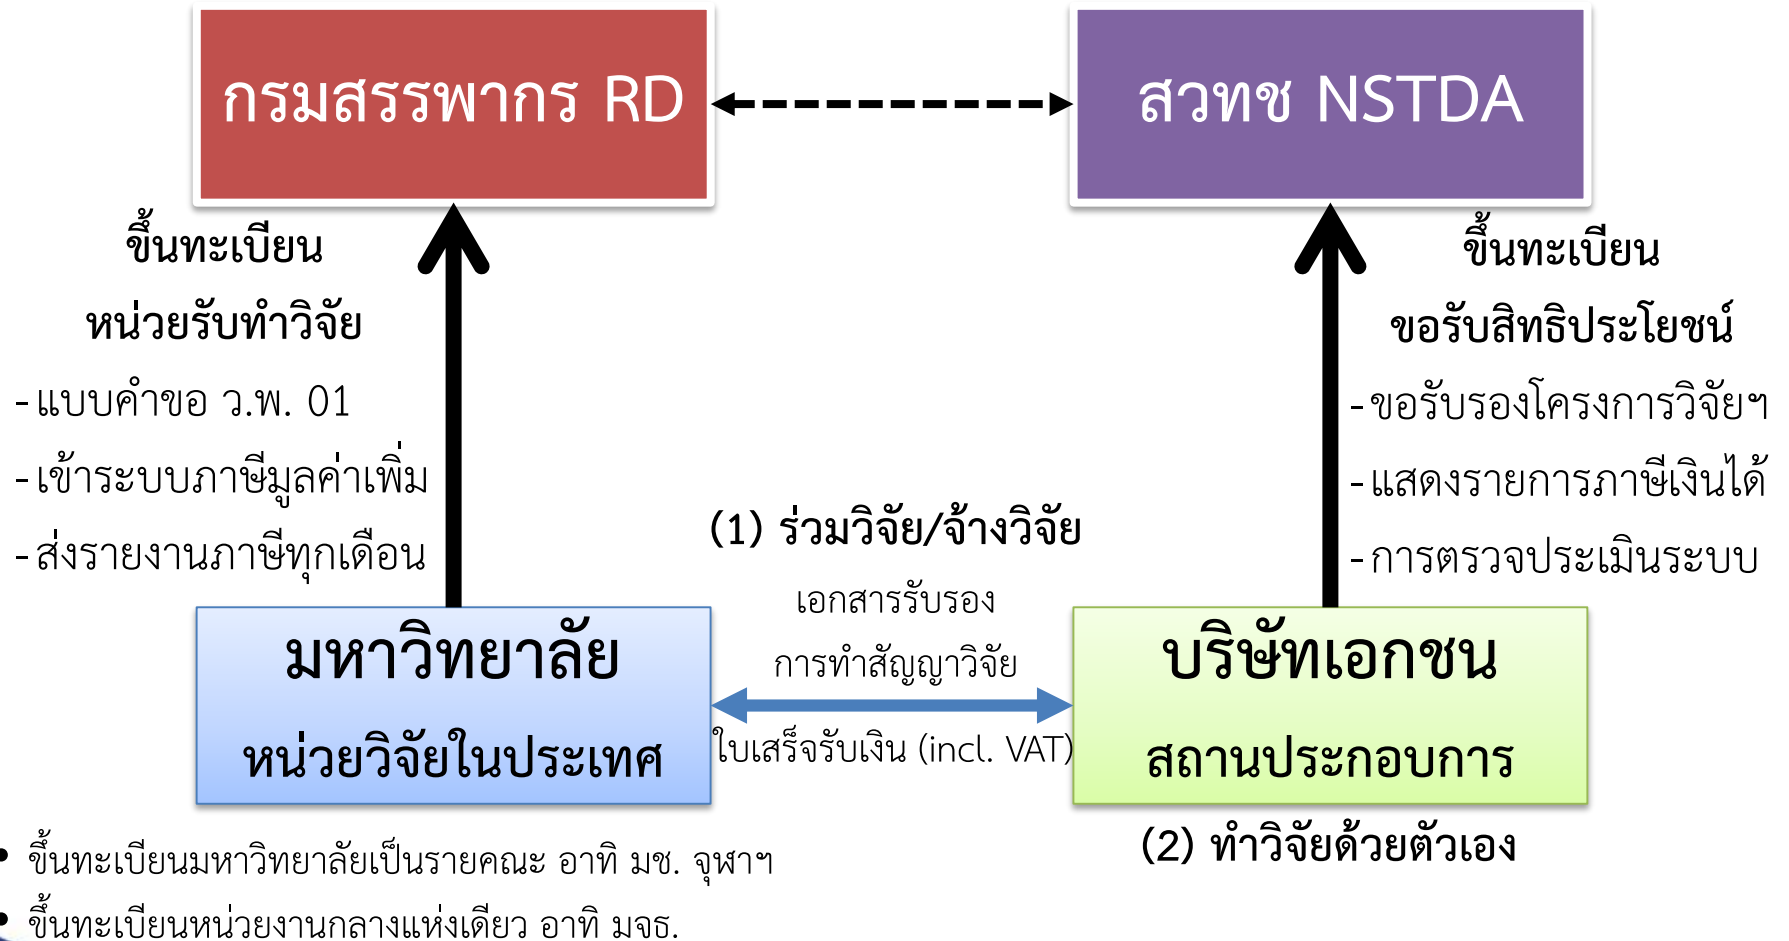 กรมสรรพากร RD
สวทช NSTDA
ขึ้นทะเบียน
หน่วยรับทำวิจัย
-แบบคำขอ ว.พ. 01
-เข้าระบบภาษีมูลค่าเพิ่ม
-ส่งรายงานภาษีทุกเดือน
ขึ้นทะเบียน
ขอรับสิทธิประโยชน์
-ขอรับรองโครงการวิจัยฯ
-แสดงรายการภาษีเงินได้
-การตรวจประเมินระบบ
(1) ร่วมวิจัย/จ้างวิจัย
เอกสารรับรอง
การทำสัญญาวิจัย
ใบเสร็จรับเงิน (incl. VAT)
มหาวิทยาลัย
หน่วยวิจัยในประเทศ
บริษัทเอกชน
สถานประกอบการ
(2) ทำวิจัยด้วยตัวเอง
• ขึ้นทะเบียนมหาวิทยาลัยเป็นรายคณะ อาทิ มช. จุฬาฯ
• ขึ้นทะเบียนหน่วยงานกลางแห่งเดียว อาทิ มจธ.